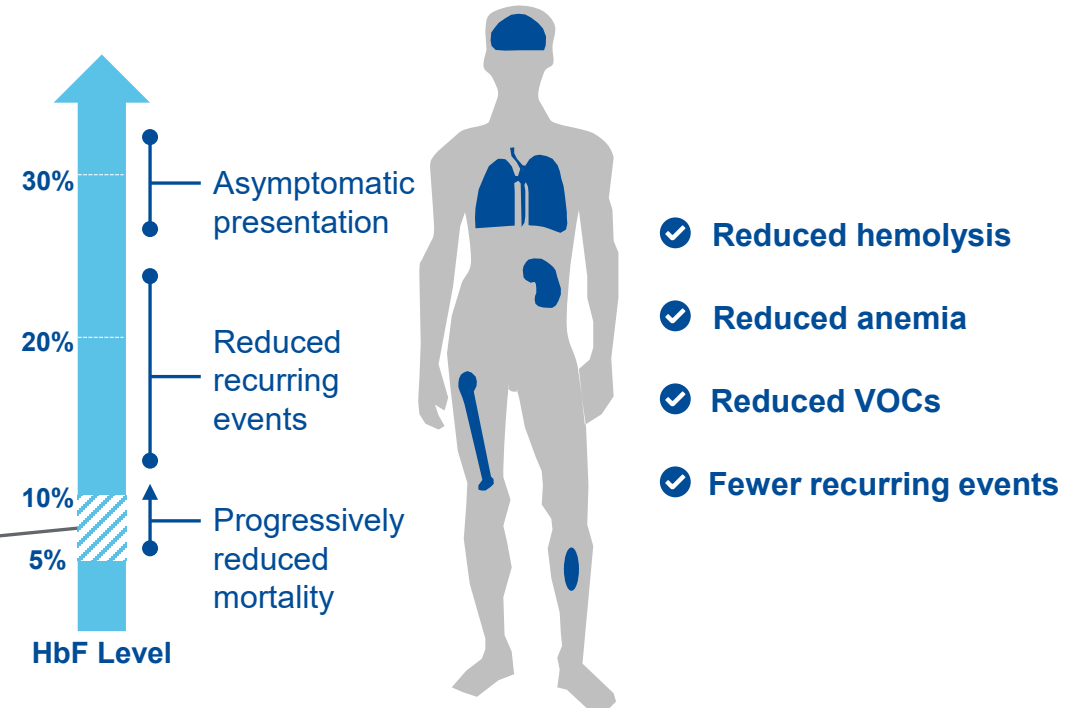 30%
Asymptomatic
presentation
20%
Reduced
recurring
events
10%
5%
Progressively
reduced
mortality
HbF Level
Reduced hemolysis
Reduced anemia
Reduced VOCs
Fewer recurring events